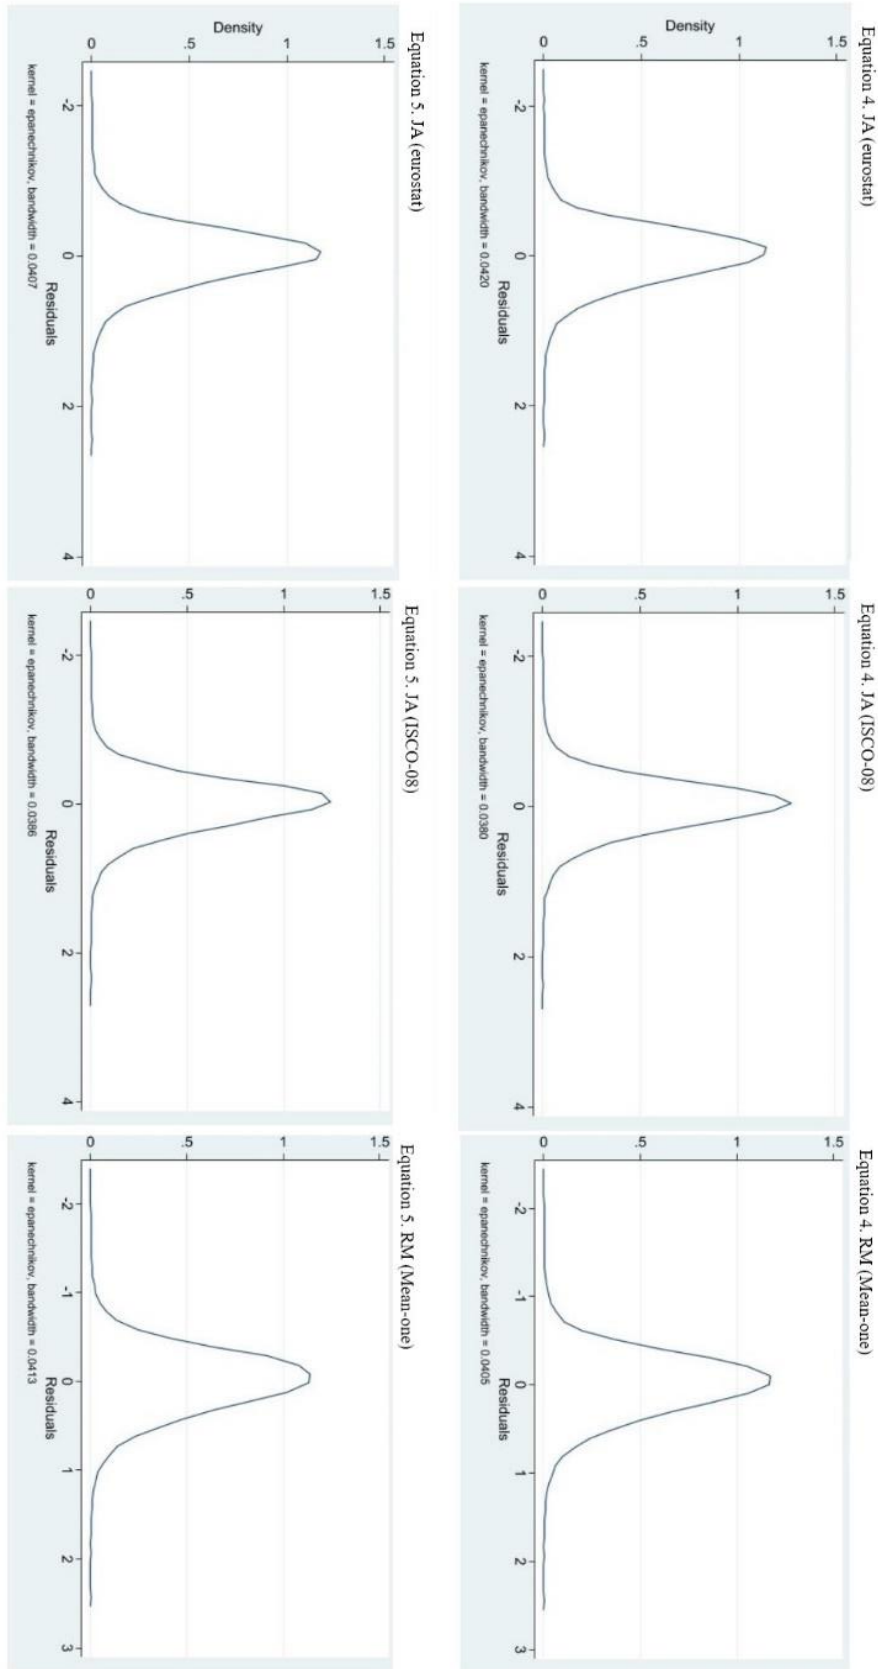 Equation 4. JA (eurostat)
Density
0 .5 1 1.5
-2 0 2 4
Residuals
kernel = epanechnikov, bandwidth = 0.0420
Equation 4. JA (ISCO-08)
0 .5 1 1.5
-2 0 2 4
Residuals
kernel = epanechnikov, bandwidth = 0.0380
Equation 4. RM (Mean-one)
0 .5 1 1.5
-2 -1 0 1 2 3
Residuals
kernel = epanechnikov, bandwidth = 0.0405
Equation 5. JA (eurostat)
Density
0 .5 1 1.5
-2 0 2 4
Residuals
kernel = epanechnikov, bandwidth = 0.0407
Equation 5. JA (ISCO-08)
0 .5 1 1.5
-2 0 2 4
Residuals
kernel = epanechnikov, bandwidth = 0.0386
Equation 5. RM (Mean-one)
0 .5 1 1.5
-2 -1 0 1 2 3
Residuals
kernel = epanechnikov, bandwidth = 0.0413